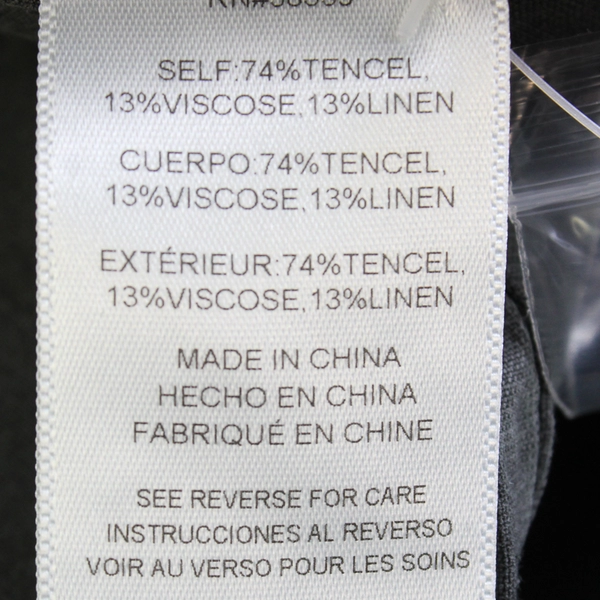 SELF:74%TENCEL,
13%VISCOSE,13%LINEN
CUERPO:74%TENCEL,
13%VISCOSE,13%LINEN
EXTÉRIEUR:74%TENCEL,
13%VISCOSE,13%LINEN
MADE IN CHINA
HECHO EN CHINA
FABRIQUÉ EN CHINE
SEE REVERSE FOR CARE
INSTRUCCIONES AL REVERSO
VOIR AU VERSO POUR LES SOINS